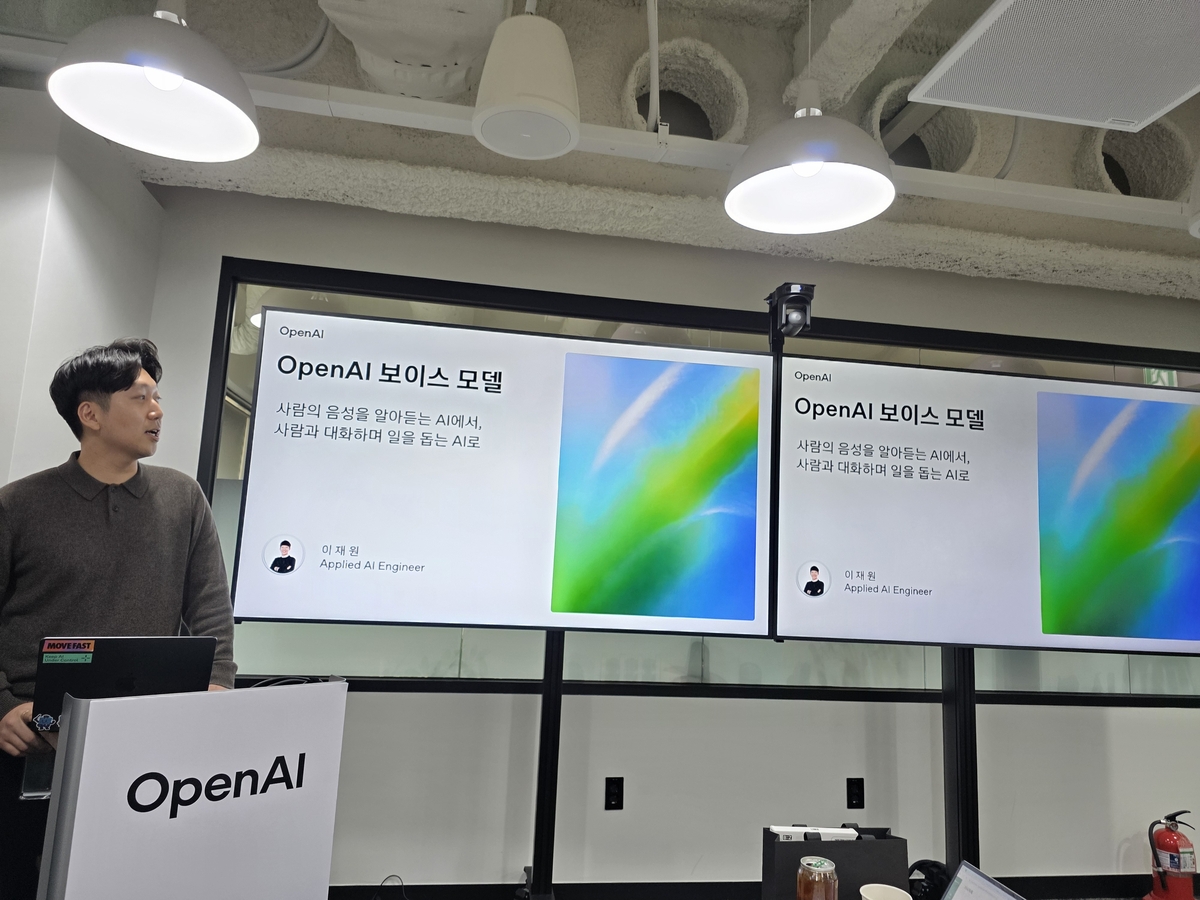 OpenAI
OpenAI 보이스 모델
사람의 음성을 알아듣는 AI에서,
사람과 대화하며 일을 돕는 AI로
이 재 원
Applied AI Engineer
OpenAI
OpenAI 보이스 모델
사람의 음성을 알아듣는 AI에서,
사람과 대화하며 일을 돕는 AI로
이 재 원
Applied AI Engineer
MOVE FAST
OpenAI